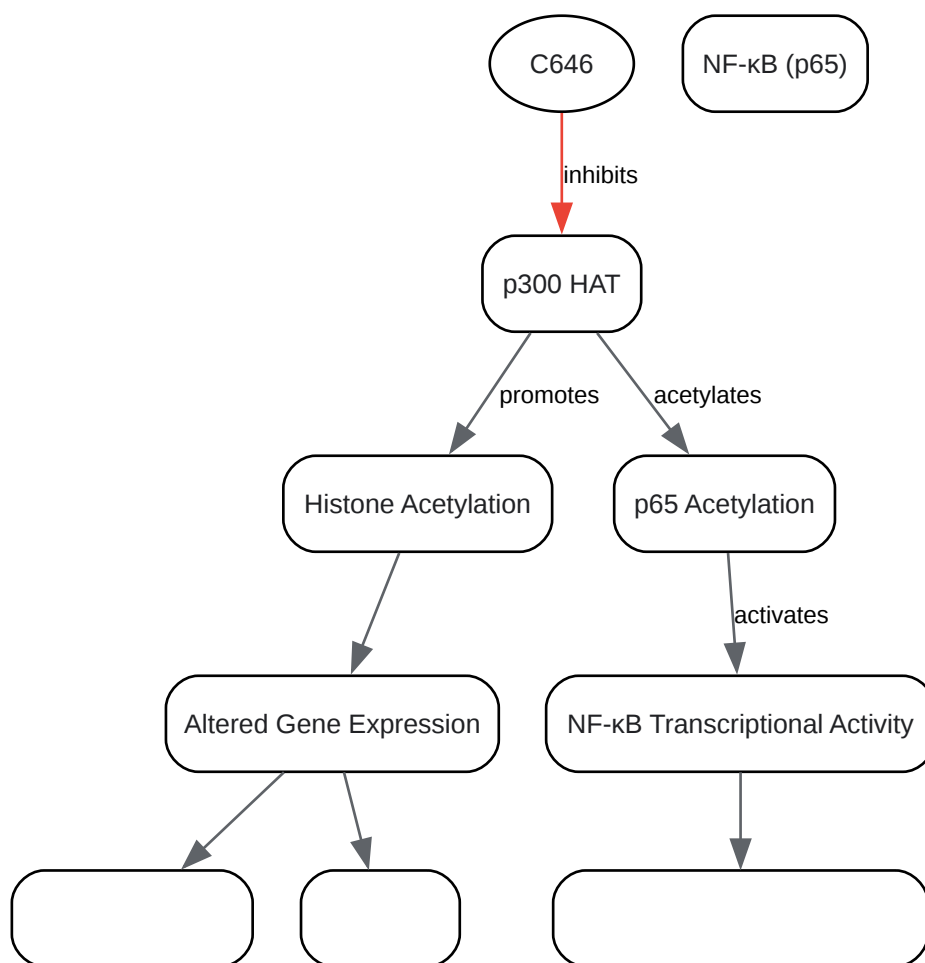 C646
NF-κB (p65)
inhibits
p300 HAT
promotes
acetylates
Histone Acetylation
p65 Acetylation
activates
Altered Gene Expression
NF-κB Transcriptional Activity